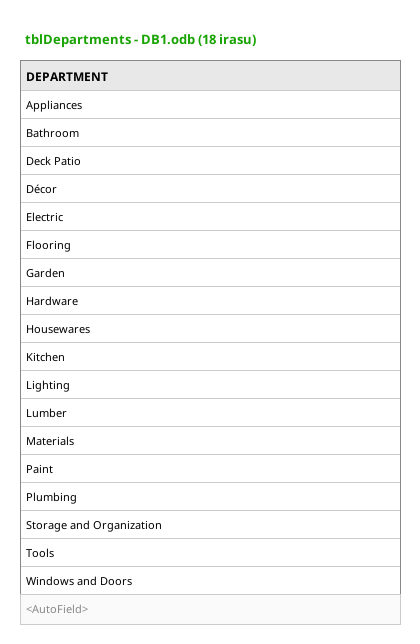 tblDepartments - DB1.odb (18 irasu)
DEPARTMENT
Appliances
Bathroom
Deck Patio
Décor
Electric
Flooring
Garden
Hardware
Housewares
Kitchen
Lighting
Lumber
Materials
Paint
Plumbing
Storage and Organization
Tools
Windows and Doors
<AutoField>